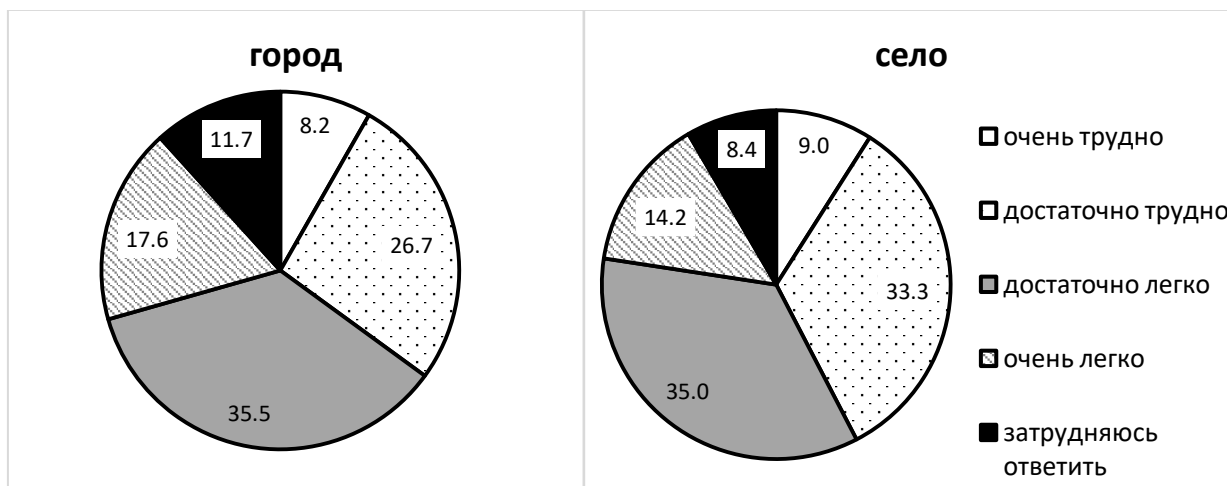 город
8.2
26.7
35.5
17.6
11.7
село
9.0
33.3
35.0
14.2
8.4
очень трудно
достаточно трудно
достаточно легко
очень легко
затрудняюсь
ответить